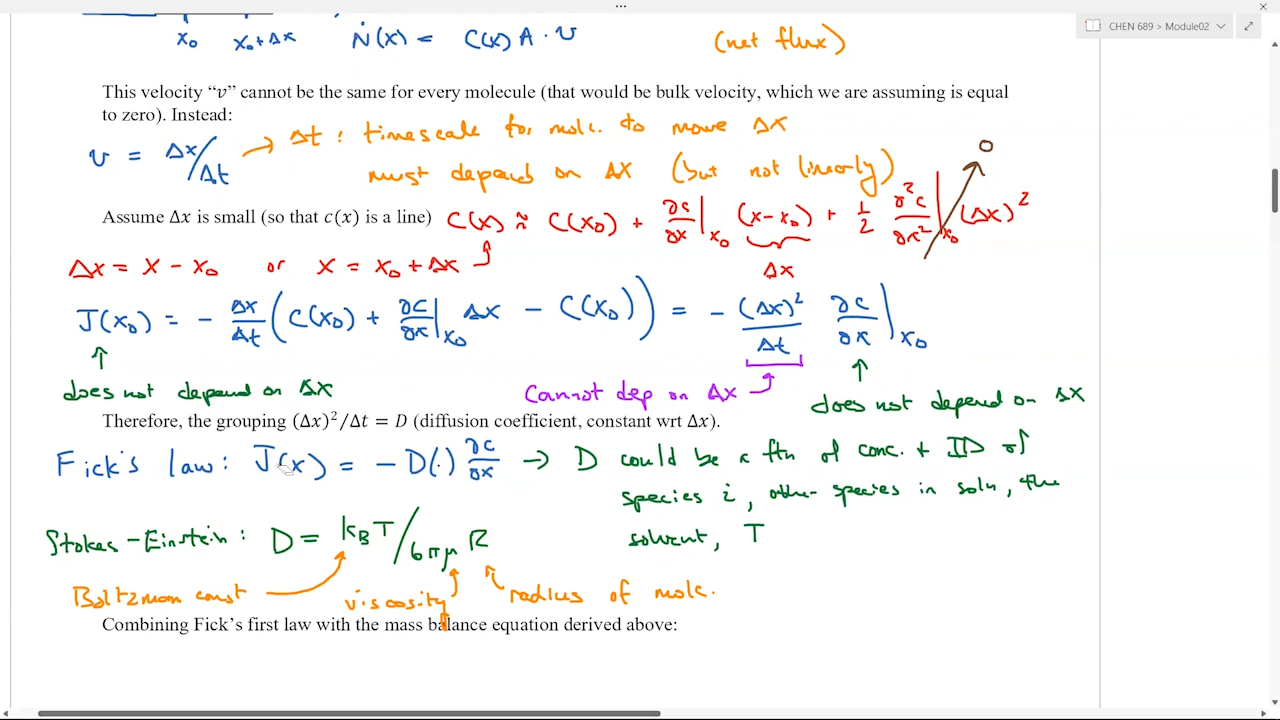 CHEN 689 > Module02
x₀ x₀+Δx Ṅ(x) = C(x) A · v (net flux)
This velocity “v” cannot be the same for every molecule (that would be bulk velocity, which we are assuming is equal
to zero). Instead:
v = Δx/Δt → Δt : timescale for molc. to move Δx
must depend on Δx (but not linearly)
0
Assume Δx is small (so that c(x) is a line) C(x) ≈ C(x₀) + ∂C/∂x|x₀ (x-x₀) + 1/2 ∂²C/∂x²|x₀ (Δx)²
Δx
Δx = X - x₀ or X = x₀ + Δx
J(x₀) = - Δx/Δt (C(x₀) + ∂C/∂x|x₀ Δx - C(x₀)) = - (Δx)²/Δt ∂C/∂x|x₀
does not depend on Δx
Cannot dep on Δx
does not depend on Δx
Therefore, the grouping (Δx)²/Δt = D (diffusion coefficient, constant wrt Δx).
Fick's law: J(x) = - D(·) ∂C/∂x → D could be a ftn of conc. + ID of
species i, other species in soln, the
solvent, T
Stokes-Einstein: D = kBT/6πμR
Boltzman const
viscosity
radius of molc.
Combining Fick’s first law with the mass balance equation derived above: